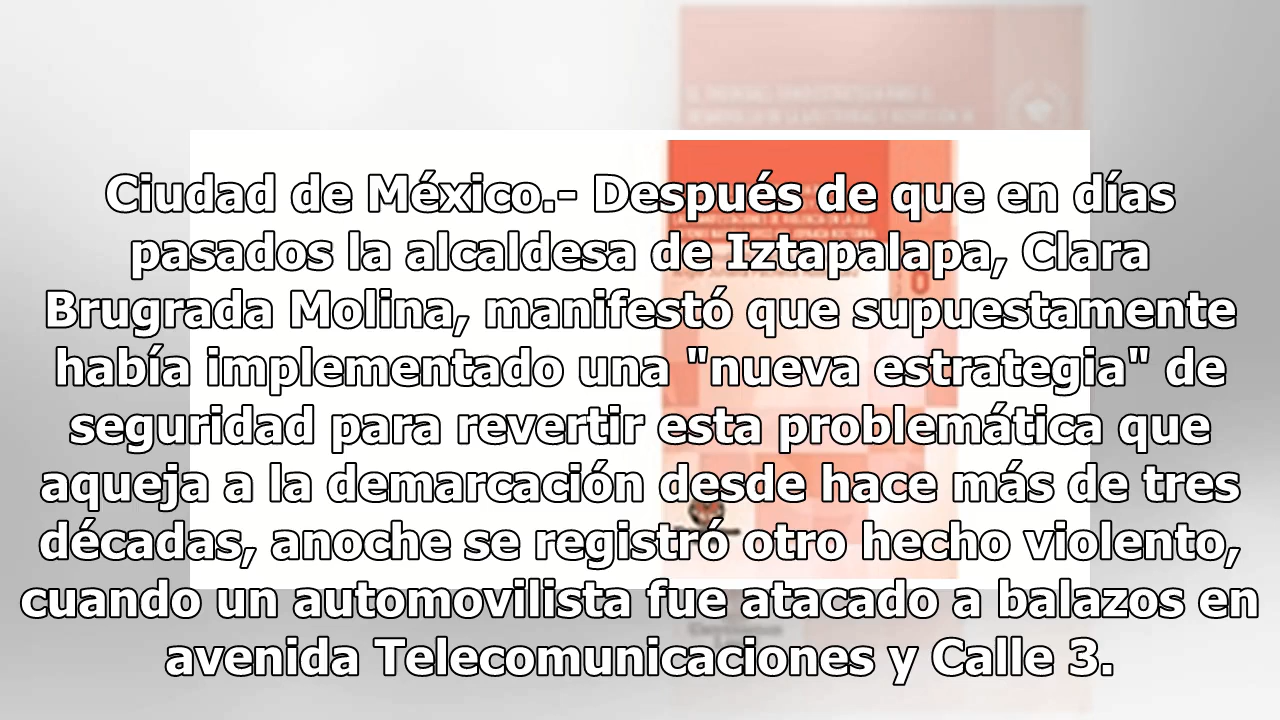 Ciudad de México.- Después de que en días
pasados la alcaldesa de Iztapalapa, Clara
Brugrada Molina, manifestó que supuestamente
había implementado una "nueva estrategia" de
seguridad para revertir esta problemática que
aqueja a la demarcación desde hace más de tres
décadas, anoche se registró otro hecho violento,
cuando un automovilista fue atacado a balazos en
avenida Telecomunicaciones y Calle 3.